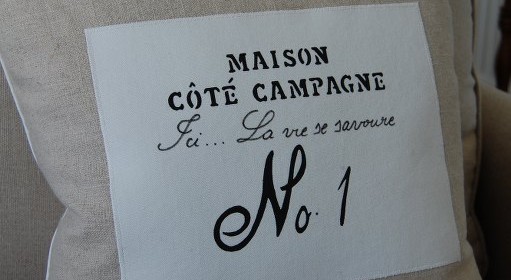 MAISON
CÔTÉ CAMPAGNE
Ici... La vie se savoure
No. 1